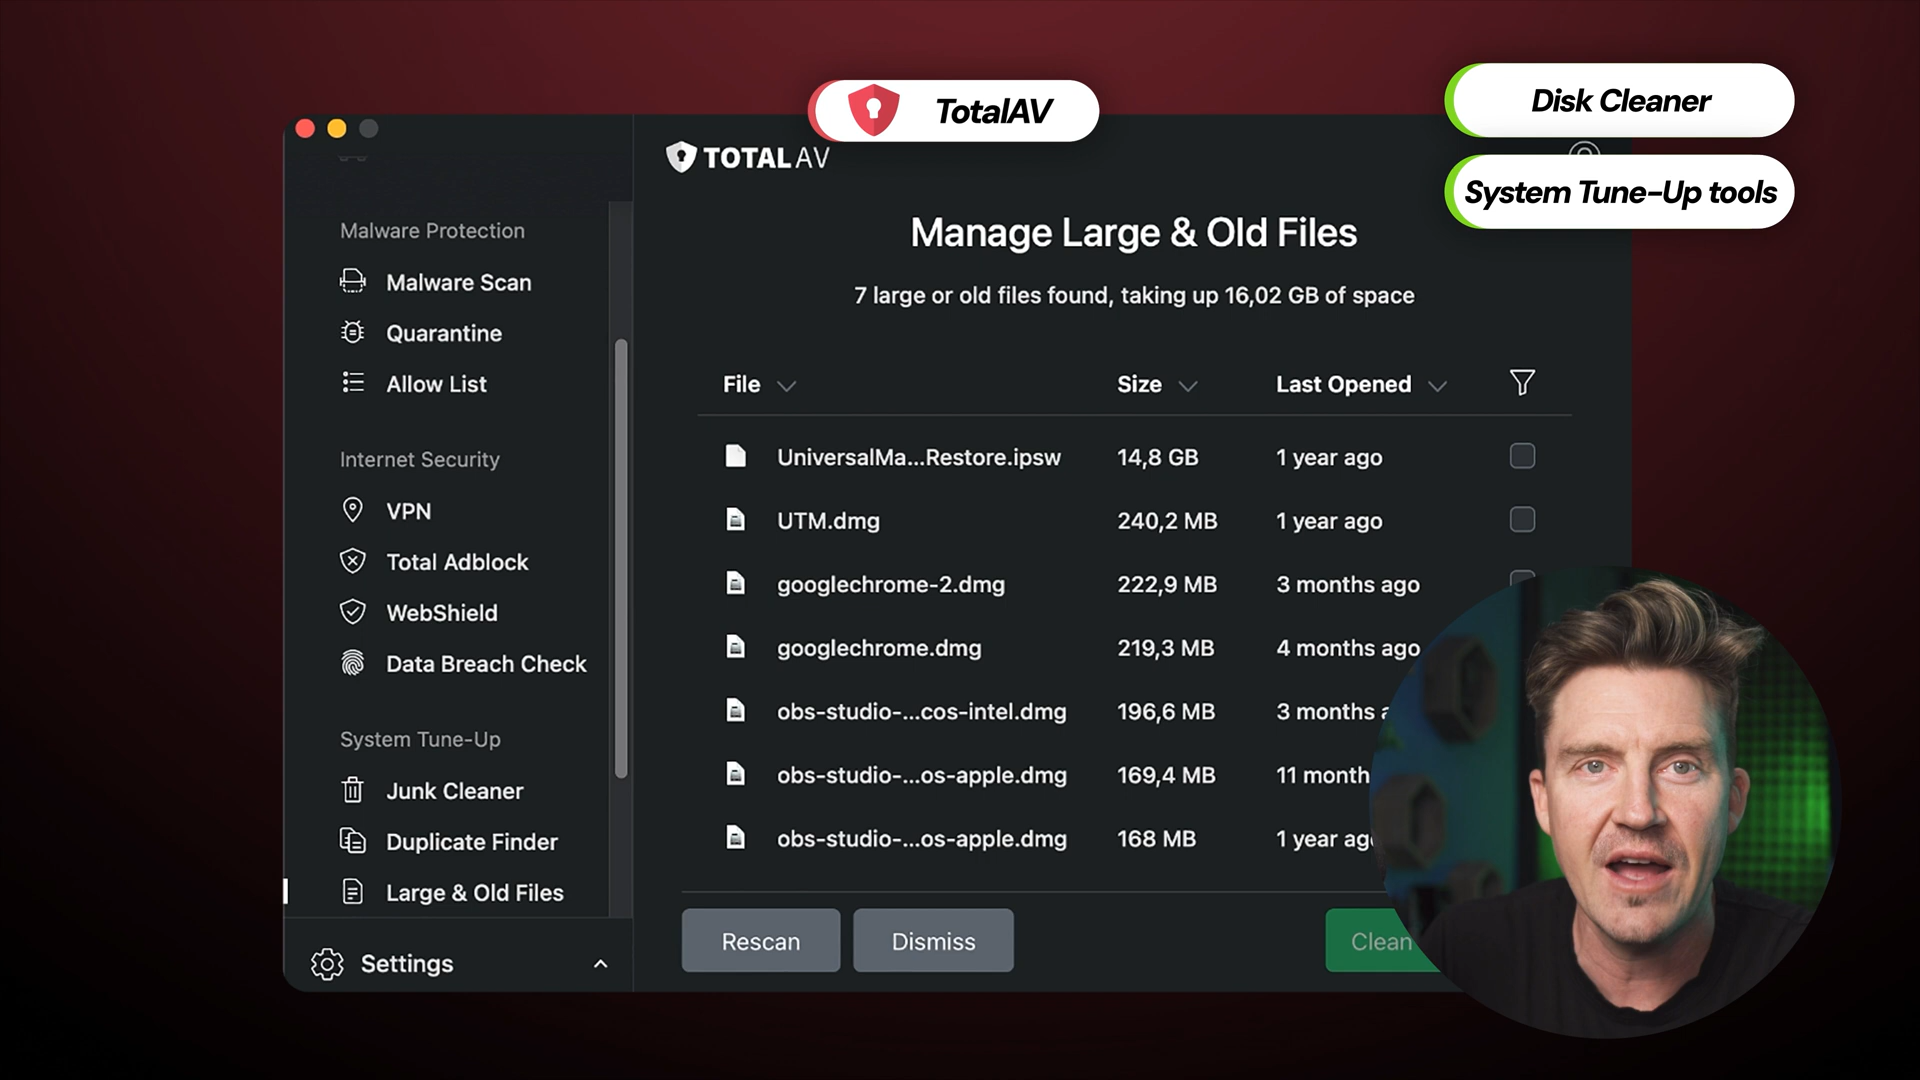 TotalAV
Disk Cleaner
System Tune-Up tools
TOTALAV
Malware Protection
Malware Scan
Quarantine
Allow List
Internet Security
VPN
Total Adblock
WebShield
Data Breach Check
System Tune-Up
Junk Cleaner
Duplicate Finder
Large & Old Files
Settings
Manage Large & Old Files
7 large or old files found, taking up 16,02 GB of space
File Size Last Opened
UniversalMa...Restore.ipsw 14,8 GB 1 year ago
UTM.dmg 240,2 MB 1 year ago
googlechrome-2.dmg 222,9 MB 3 months ago
googlechrome.dmg 219,3 MB 4 months ago
obs-studio-...cos-intel.dmg 196,6 MB 3 months a
obs-studio-...os-apple.dmg 169,4 MB 11 month
obs-studio-...os-apple.dmg 168 MB 1 year ag
Rescan Dismiss Clean